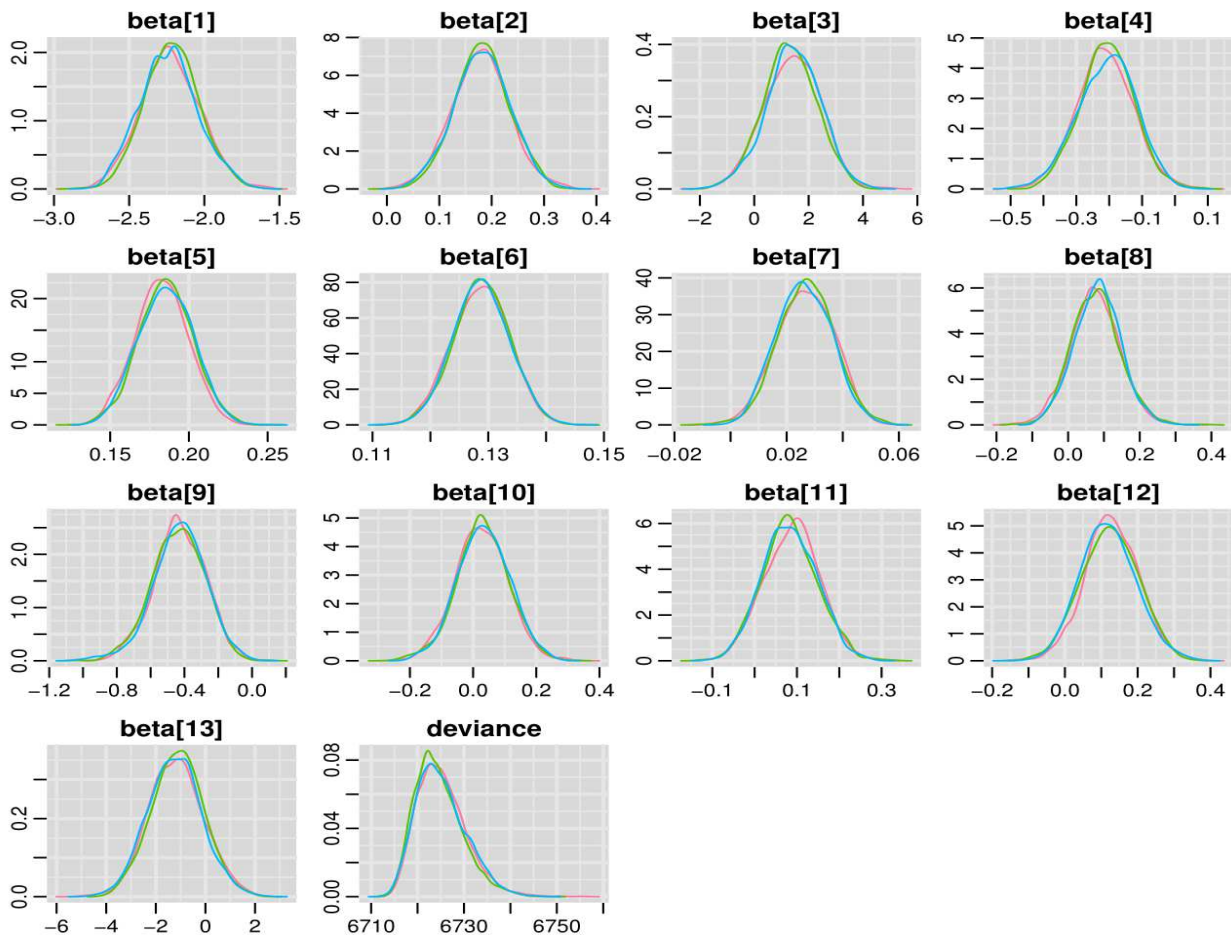 beta[1] beta[2] beta[3] beta[4]
0.0 1.0 2.0
−3.0 −2.5 −2.0 −1.5
0 2 4 6 8
0.0 0.1 0.2 0.3 0.4
0.0 0.2 0.4
−2 0 2 4 6
0 1 2 3 4 5
−0.5 −0.3 −0.1 0.1
beta[5] beta[6] beta[7] beta[8]
0 5 10 20
0.15 0.20 0.25
0 20 40 60 80
0.11 0.13 0.15
0 10 20 30 40
−0.02 0.02 0.06
0 2 4 6
−0.2 0.0 0.2 0.4
beta[9] beta[10] beta[11] beta[12]
0.0 1.0 2.0
−1.2 −0.8 −0.4 0.0
0 1 2 3 4 5
−0.2 0.0 0.2 0.4
0 2 4 6
−0.1 0.1 0.3
0 1 2 3 4 5
−0.2 0.0 0.2 0.4
beta[13] deviance
0.0 0.2
−6 −4 −2 0 2
0.00 0.04 0.08
6710 6730 6750